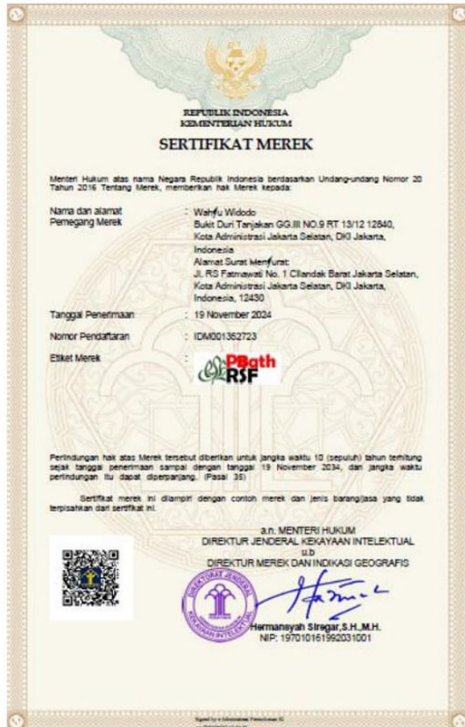 REPUBLIK INDONESIA
KEMENTERIAN HUKUM
SERTIFIKAT MEREK
Menteri Hukum atas nama Negara Republik Indonesia berdasarkan Undang-undang Nomor 20
Tahun 2016 Tentang Merek, memberikan hak Merek kepada:
Nama dan alamat
Pemegang Merek
: Wahyu Widodo
Bukit Duri Tanjakan GG.III NO.9 RT 13/12 12840,
Kota Administrasi Jakarta Selatan, DKI Jakarta,
Indonesia
Alamat Surat Menyurat:
Jl. RS Fatmawati No. 1 Cilandak Barat Jakarta Selatan,
Kota Administrasi Jakarta Selatan, DKI Jakarta,
Indonesia, 12430
Tanggal Penerimaan : 19 November 2024
Nomor Pendaftaran : IDM001352723
Etiket Merek :
PBath
RSF
Perlindungan hak atas Merek tersebut diberikan untuk jangka waktu 10 (sepuluh) tahun terhitung
sejak tanggal penerimaan sampai dengan tanggal 19 November 2034, dan jangka waktu
perlindungan itu dapat diperpanjang. (Pasal 35)
Sertifikat merek ini dilampiri dengan contoh merek dan jenis barang/jasa yang tidak
terpisahkan dari sertifikat ini.
a.n. MENTERI HUKUM
DIREKTUR JENDERAL KEKAYAAN INTELEKTUAL
u.b
DIREKTUR MEREK DAN INDIKASI GEOGRAFIS
DIREKTORAT JENDERAL
KEKAYAAN INTELEKTUAL
Hermansyah Siregar,S.H.,M.H.
NIP: 197010161992031001